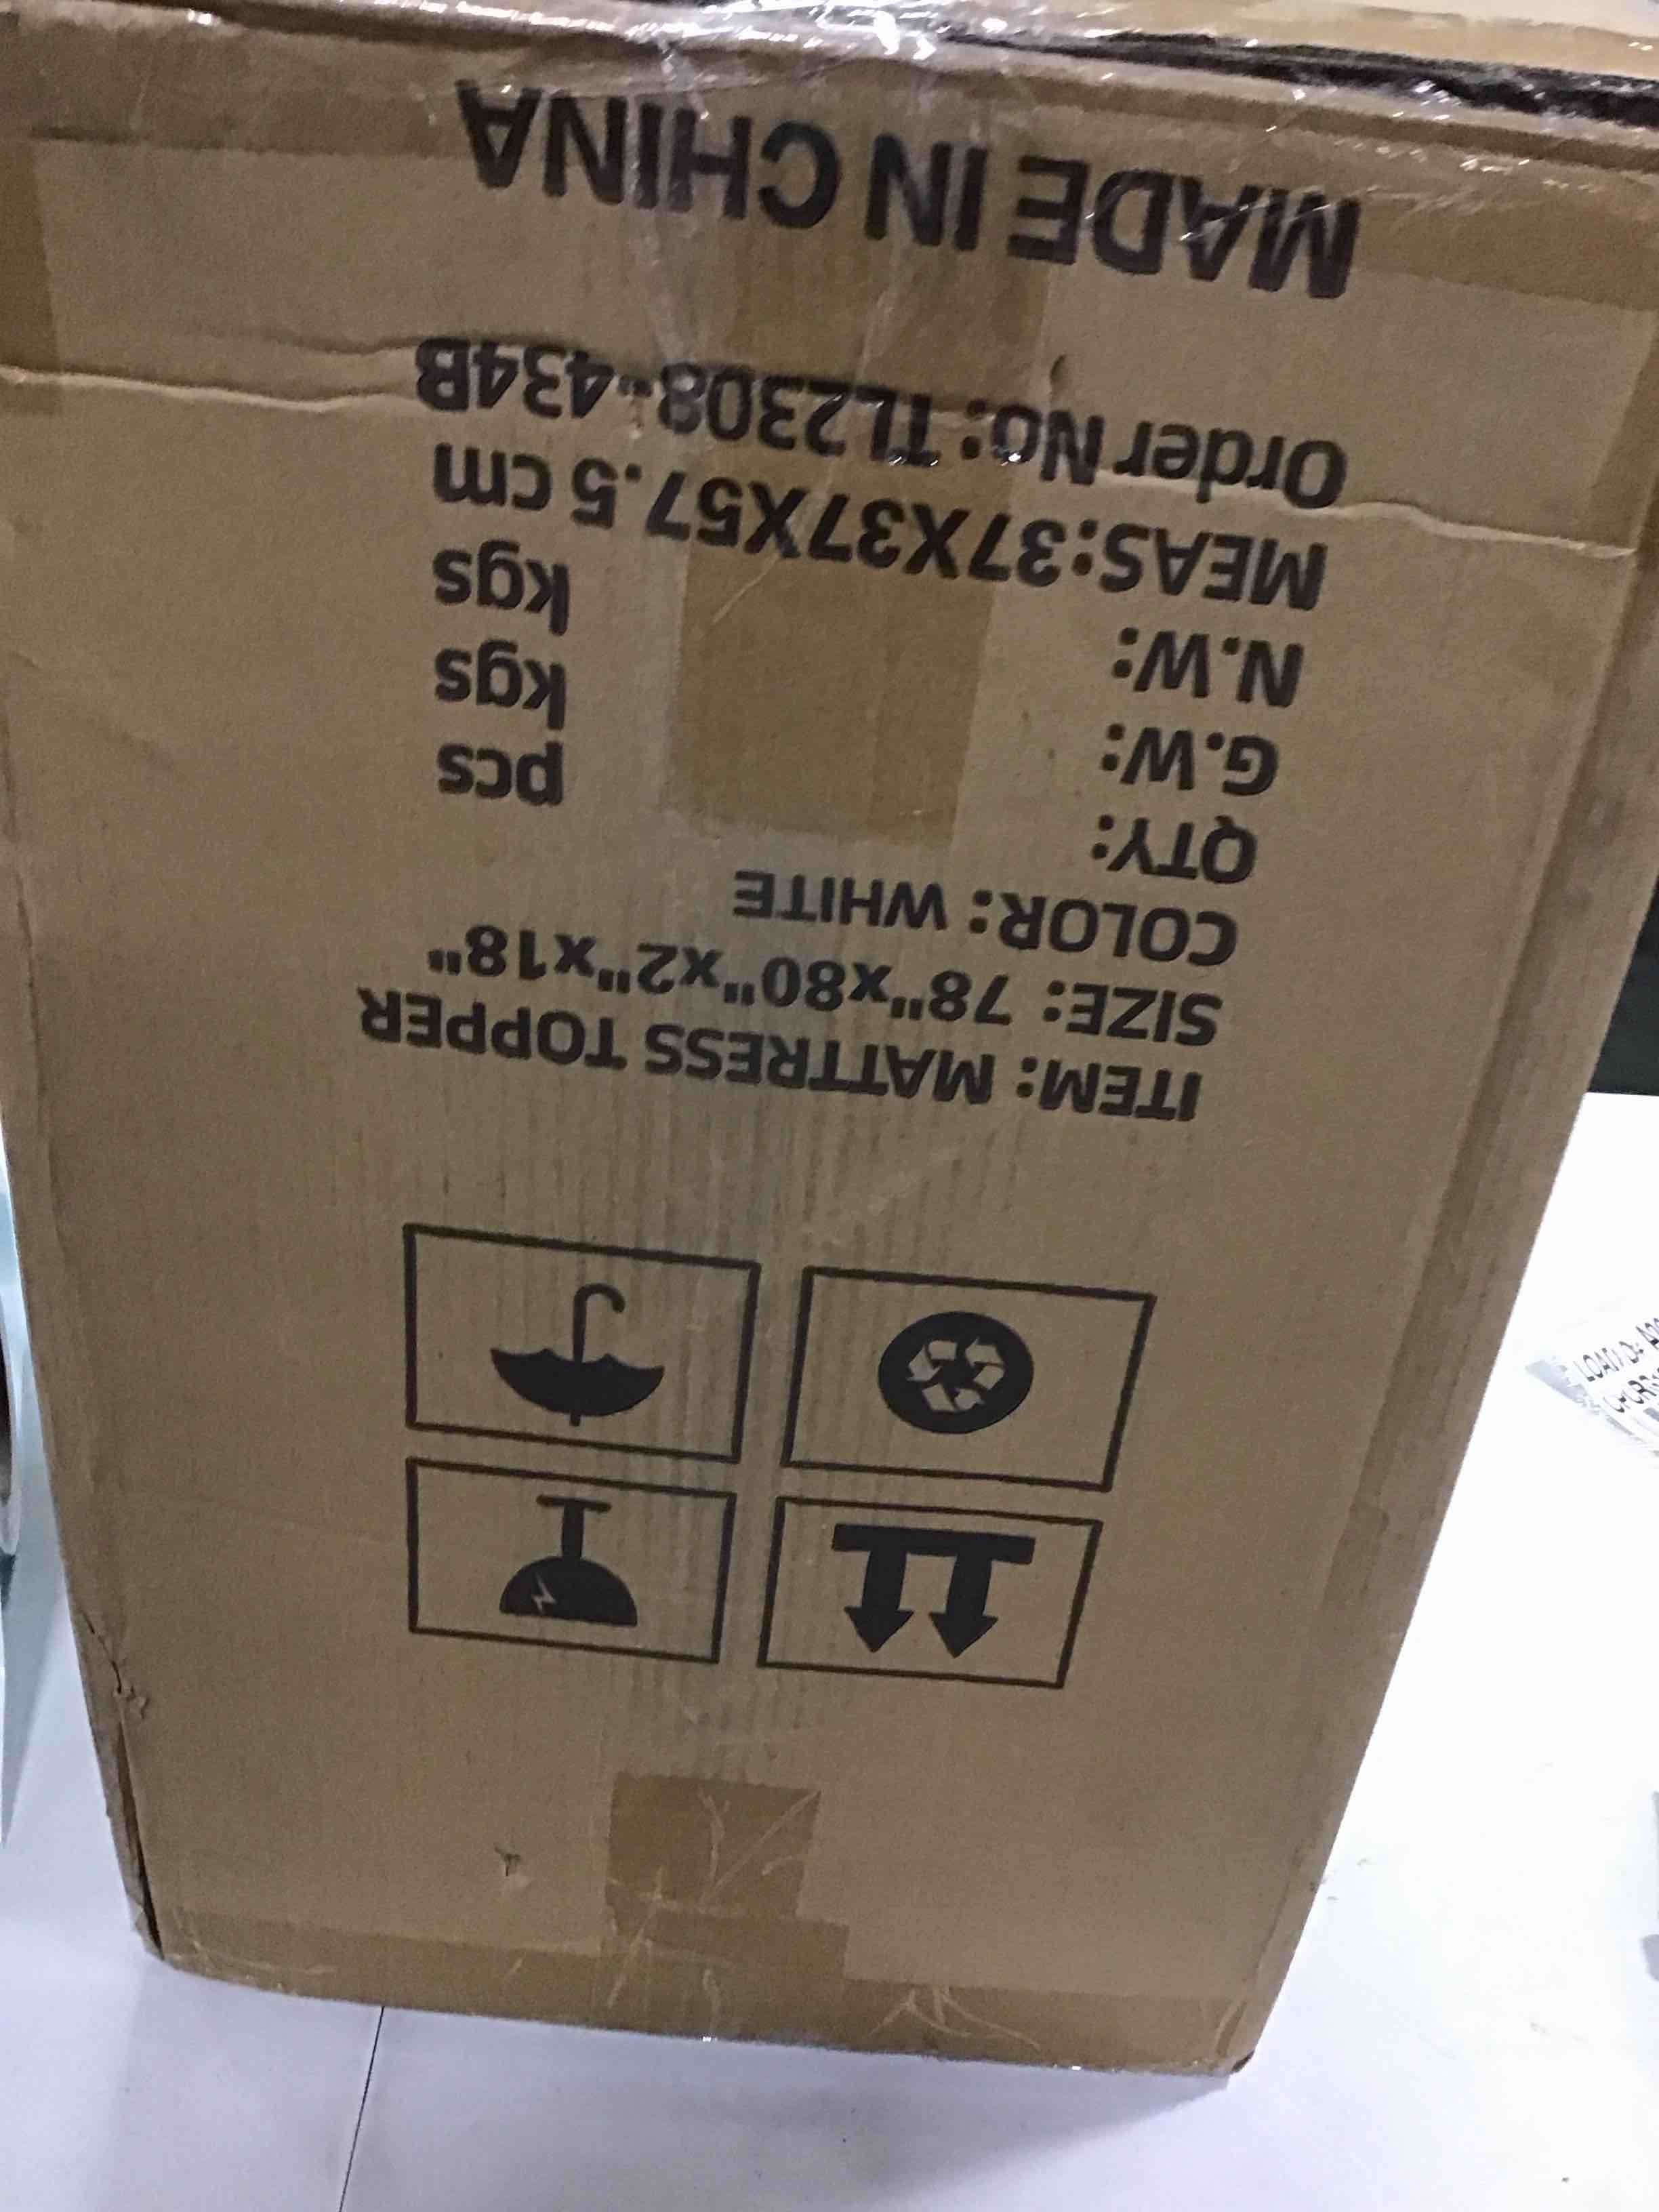 ITEM: MATTRESS TOPPER
SIZE: 78"x80"x2"x18"
COLOR: WHITE
QTY: pcs
G.W: kgs
N.W: kgs
MEAS:37X37X57.5 cm
Order No: TL2308-434B
MADE IN CHINA